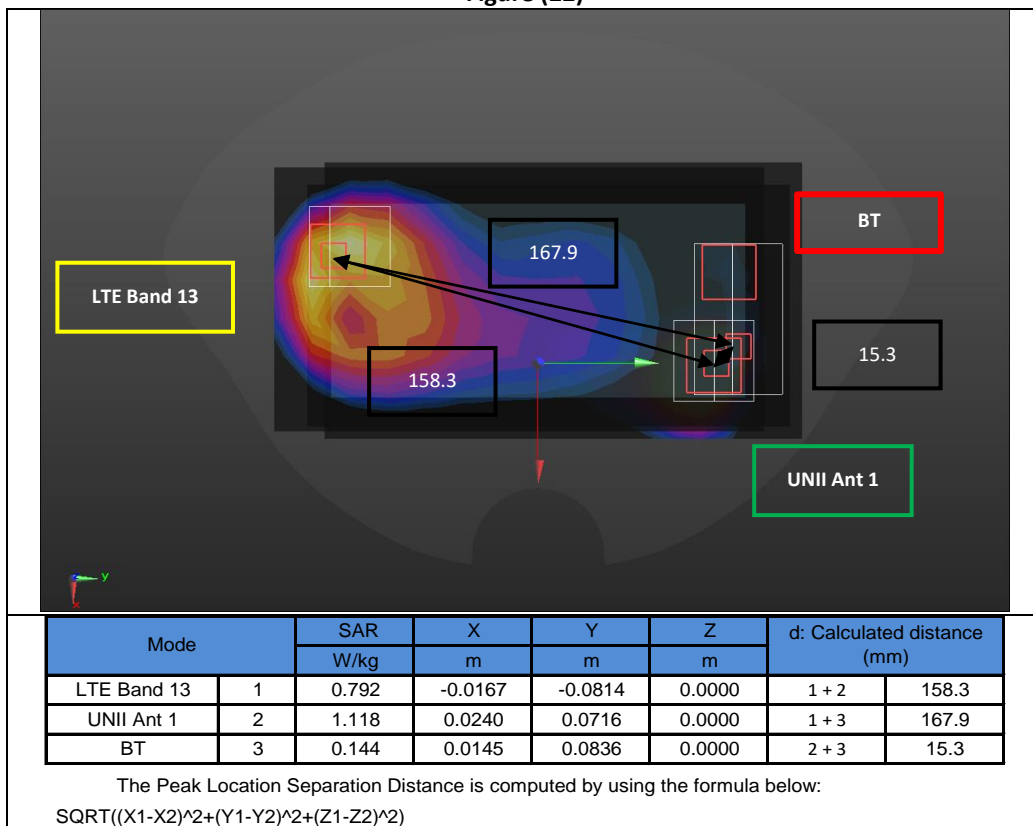 167.9
BT
LTE Band 13
158.3
15.3
UNII Ant 1
y
x
Mode SAR X Y Z d: Calculated distance (mm)
W/kg m m m
LTE Band 13 1 0.792 -0.0167 -0.0814 0.0000 1 + 2 158.3
UNII Ant 1 2 1.118 0.0240 0.0716 0.0000 1 + 3 167.9
BT 3 0.144 0.0145 0.0836 0.0000 2 + 3 15.3
The Peak Location Separation Distance is computed by using the formula below:
SQRT((X1-X2)^2+(Y1-Y2)^2+(Z1-Z2)^2)